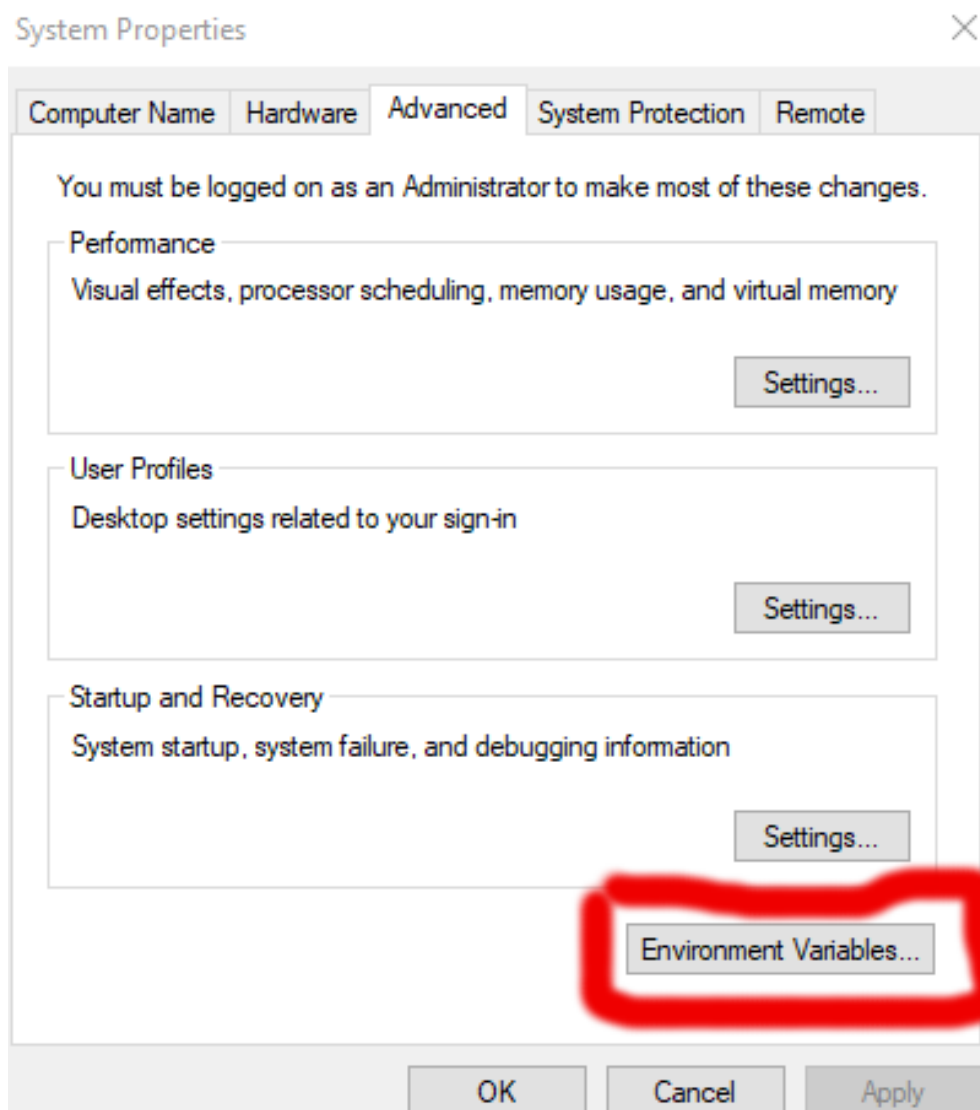 System Properties
Computer Name Hardware Advanced System Protection Remote
You must be logged on as an Administrator to make most of these changes.
Performance
Visual effects, processor scheduling, memory usage, and virtual memory
Settings...
User Profiles
Desktop settings related to your sign-in
Settings...
Startup and Recovery
System startup, system failure, and debugging information
Settings...
Environment Variables...
OK Cancel Apply